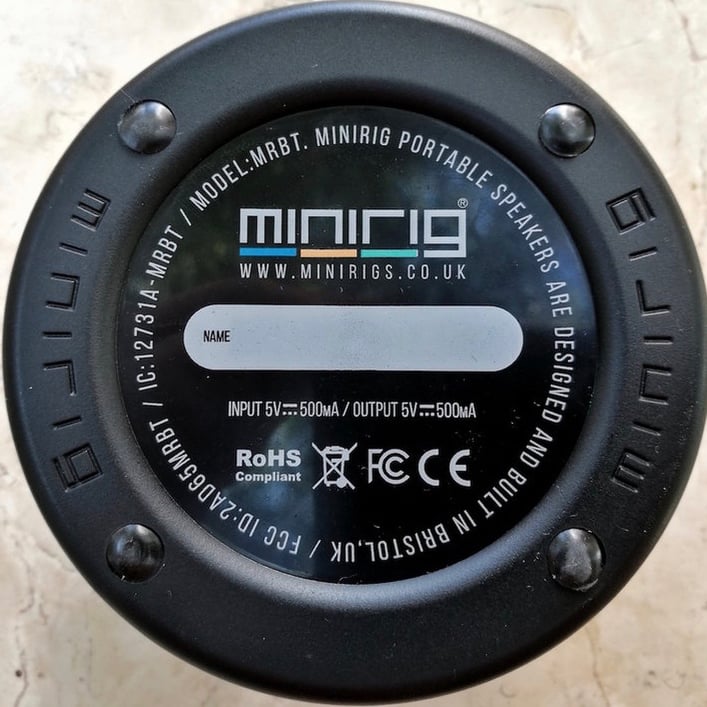 MODEL:MRBT. MINIRIG PORTABLE SPEAKERS ARE DESIGNED AND BUILT IN BRISTOL,UK / FCC ID:2AD65MRBT / IC:12731A-MRBT /
minirig®
WWW.MINIRIGS.CO.UK
NAME
INPUT 5V⎓500MA / OUTPUT 5V⎓500MA
RoHS
Compliant
FC CE
minirig
minirig